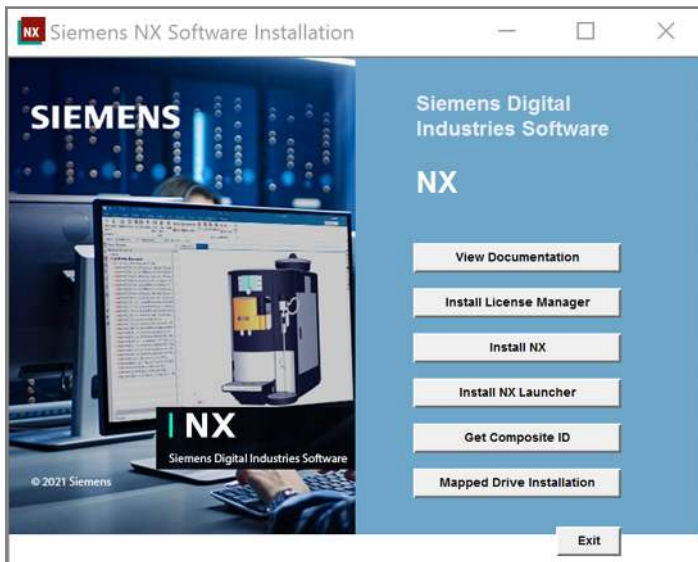 NX Siemens NX Software Installation
SIEMENS
Siemens Digital
Industries Software
NX
View Documentation
Install License Manager
Install NX
Install NX Launcher
Get Composite ID
Mapped Drive Installation
NX
Siemens Digital Industries Software
© 2021 Siemens
Exit